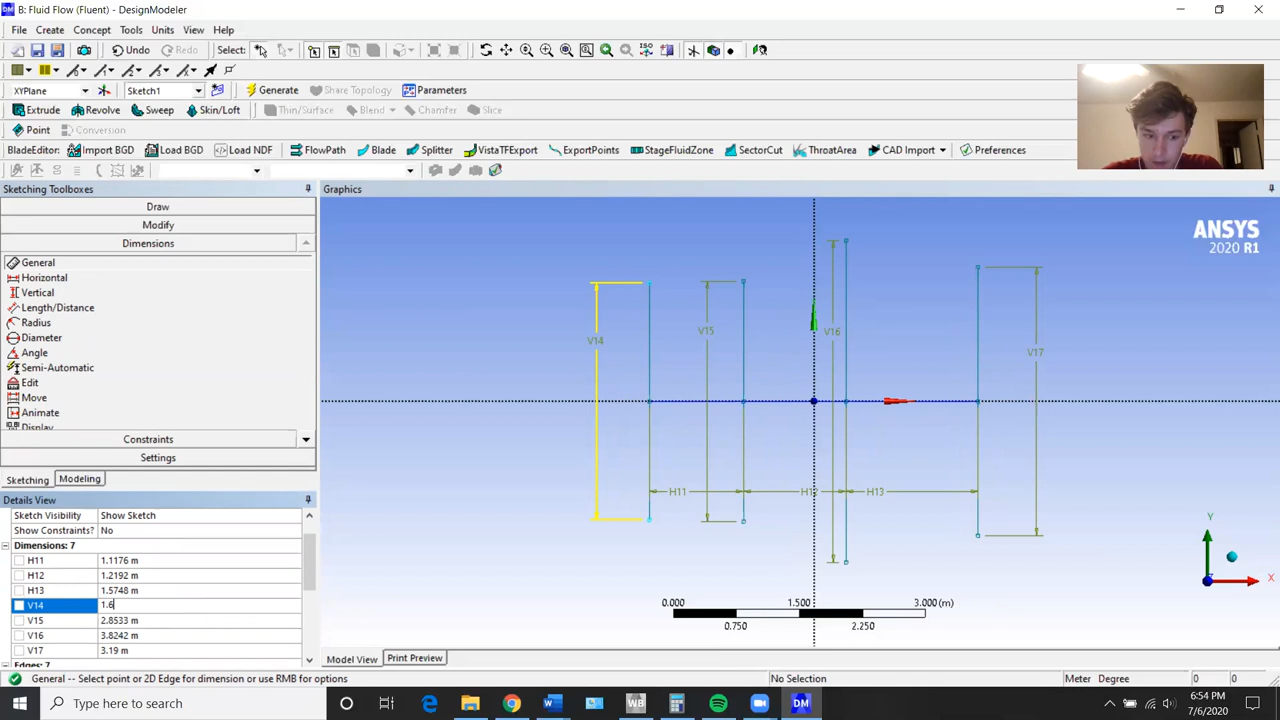 B: Fluid Flow (Fluent) - DesignModeler
File Create Concept Tools Units View Help
Undo Redo Select:
XYPlane Sketch1 Generate Share Topology Parameters
Extrude Revolve Sweep Skin/Loft Thin/Surface Blend Chamfer Slice
Point Conversion
BladeEditor: Import BGD Load BGD Load NDF FlowPath Blade Splitter VistaTFExport ExportPoints StageFluidZone SectorCut ThroatArea CAD Import Preferences
Sketching Toolboxes
Draw
Modify
Dimensions
General
Horizontal
Vertical
Length/Distance
Radius
Diameter
Angle
Semi-Automatic
Edit
Move
Animate
Display
Constraints
Settings
Sketching Modeling
Details View
Sketch Visibility Show Sketch
Show Constraints? No
Dimensions: 7
H11 1.1176 m
H12 1.2192 m
H13 1.5748 m
V14 1.6
V15 2.8533 m
V16 3.8242 m
V17 3.19 m
Edges: 7
Graphics
ANSYS
2020 R1
V14
V15
V16
V17
H11
H12
H13
0.000 1.500 3.000 (m)
0.750 2.250
Y
X
Model View Print Preview
General -- Select point or 2D Edge for dimension or use RMB for options No Selection Meter Degree 0 0
Type here to search
W
WB
DM
6:54 PM
7/6/2020